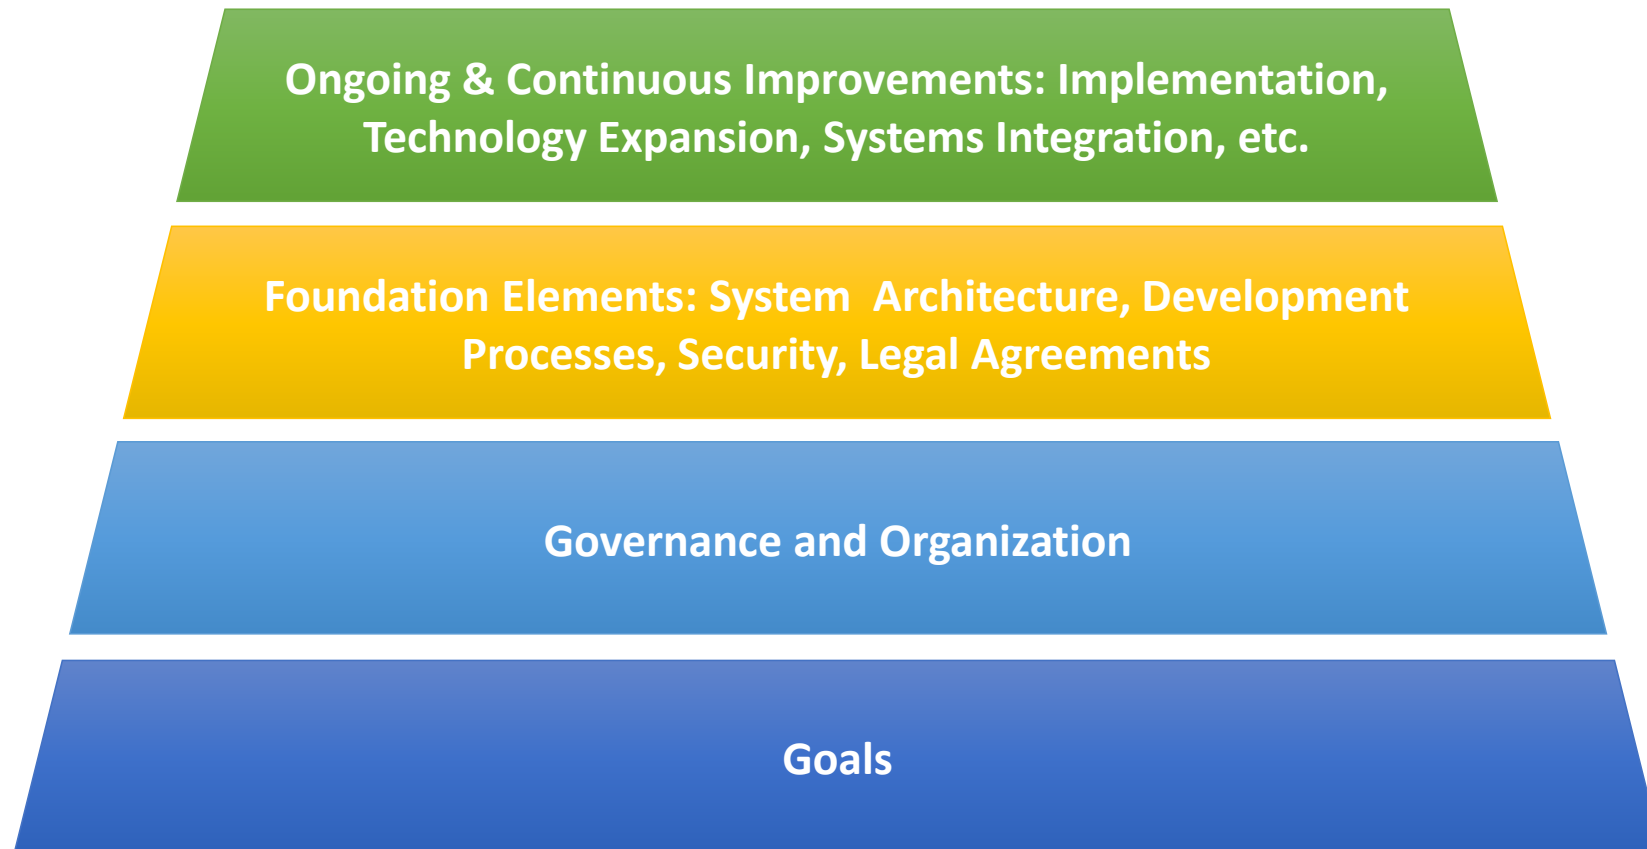 Ongoing & Continuous Improvements: Implementation,
Technology Expansion, Systems Integration, etc.
Foundation Elements: System  Architecture, Development
Processes, Security, Legal Agreements
Governance and Organization
Goals